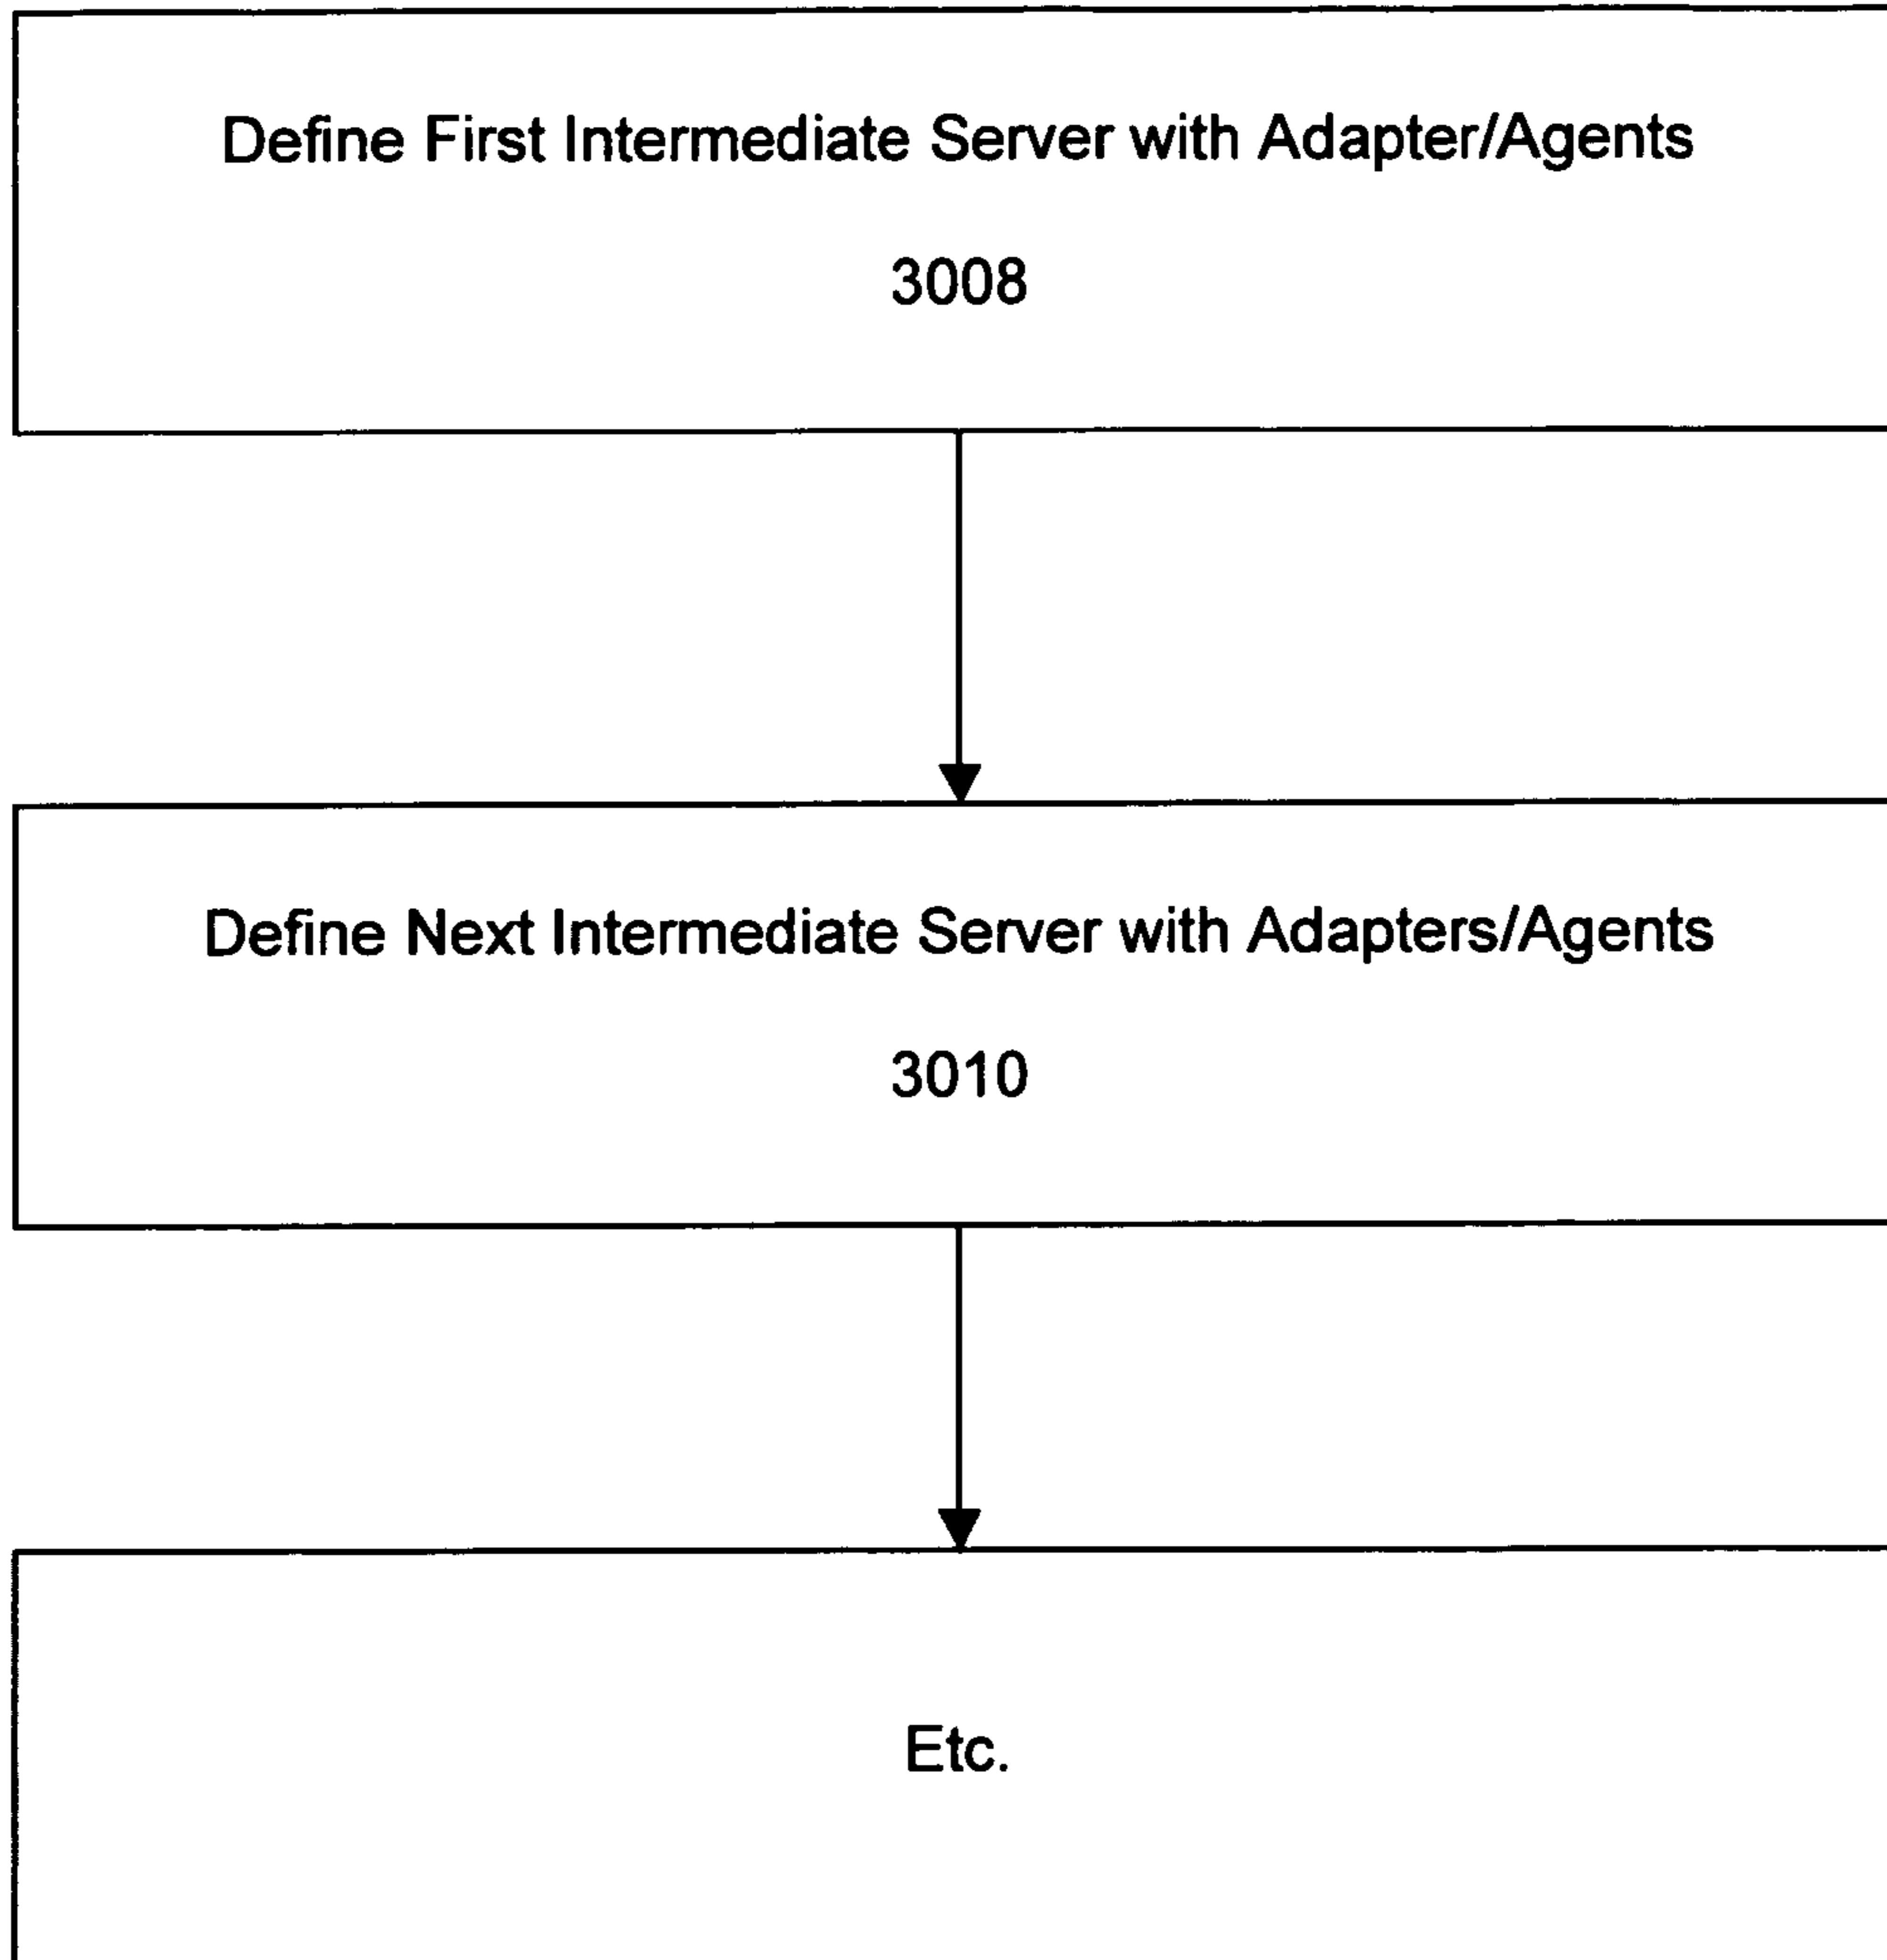 Define First Intermediate Server with Adapter/Agents
3008
Define Next Intermediate Server with Adapters/Agents
3010
Etc.